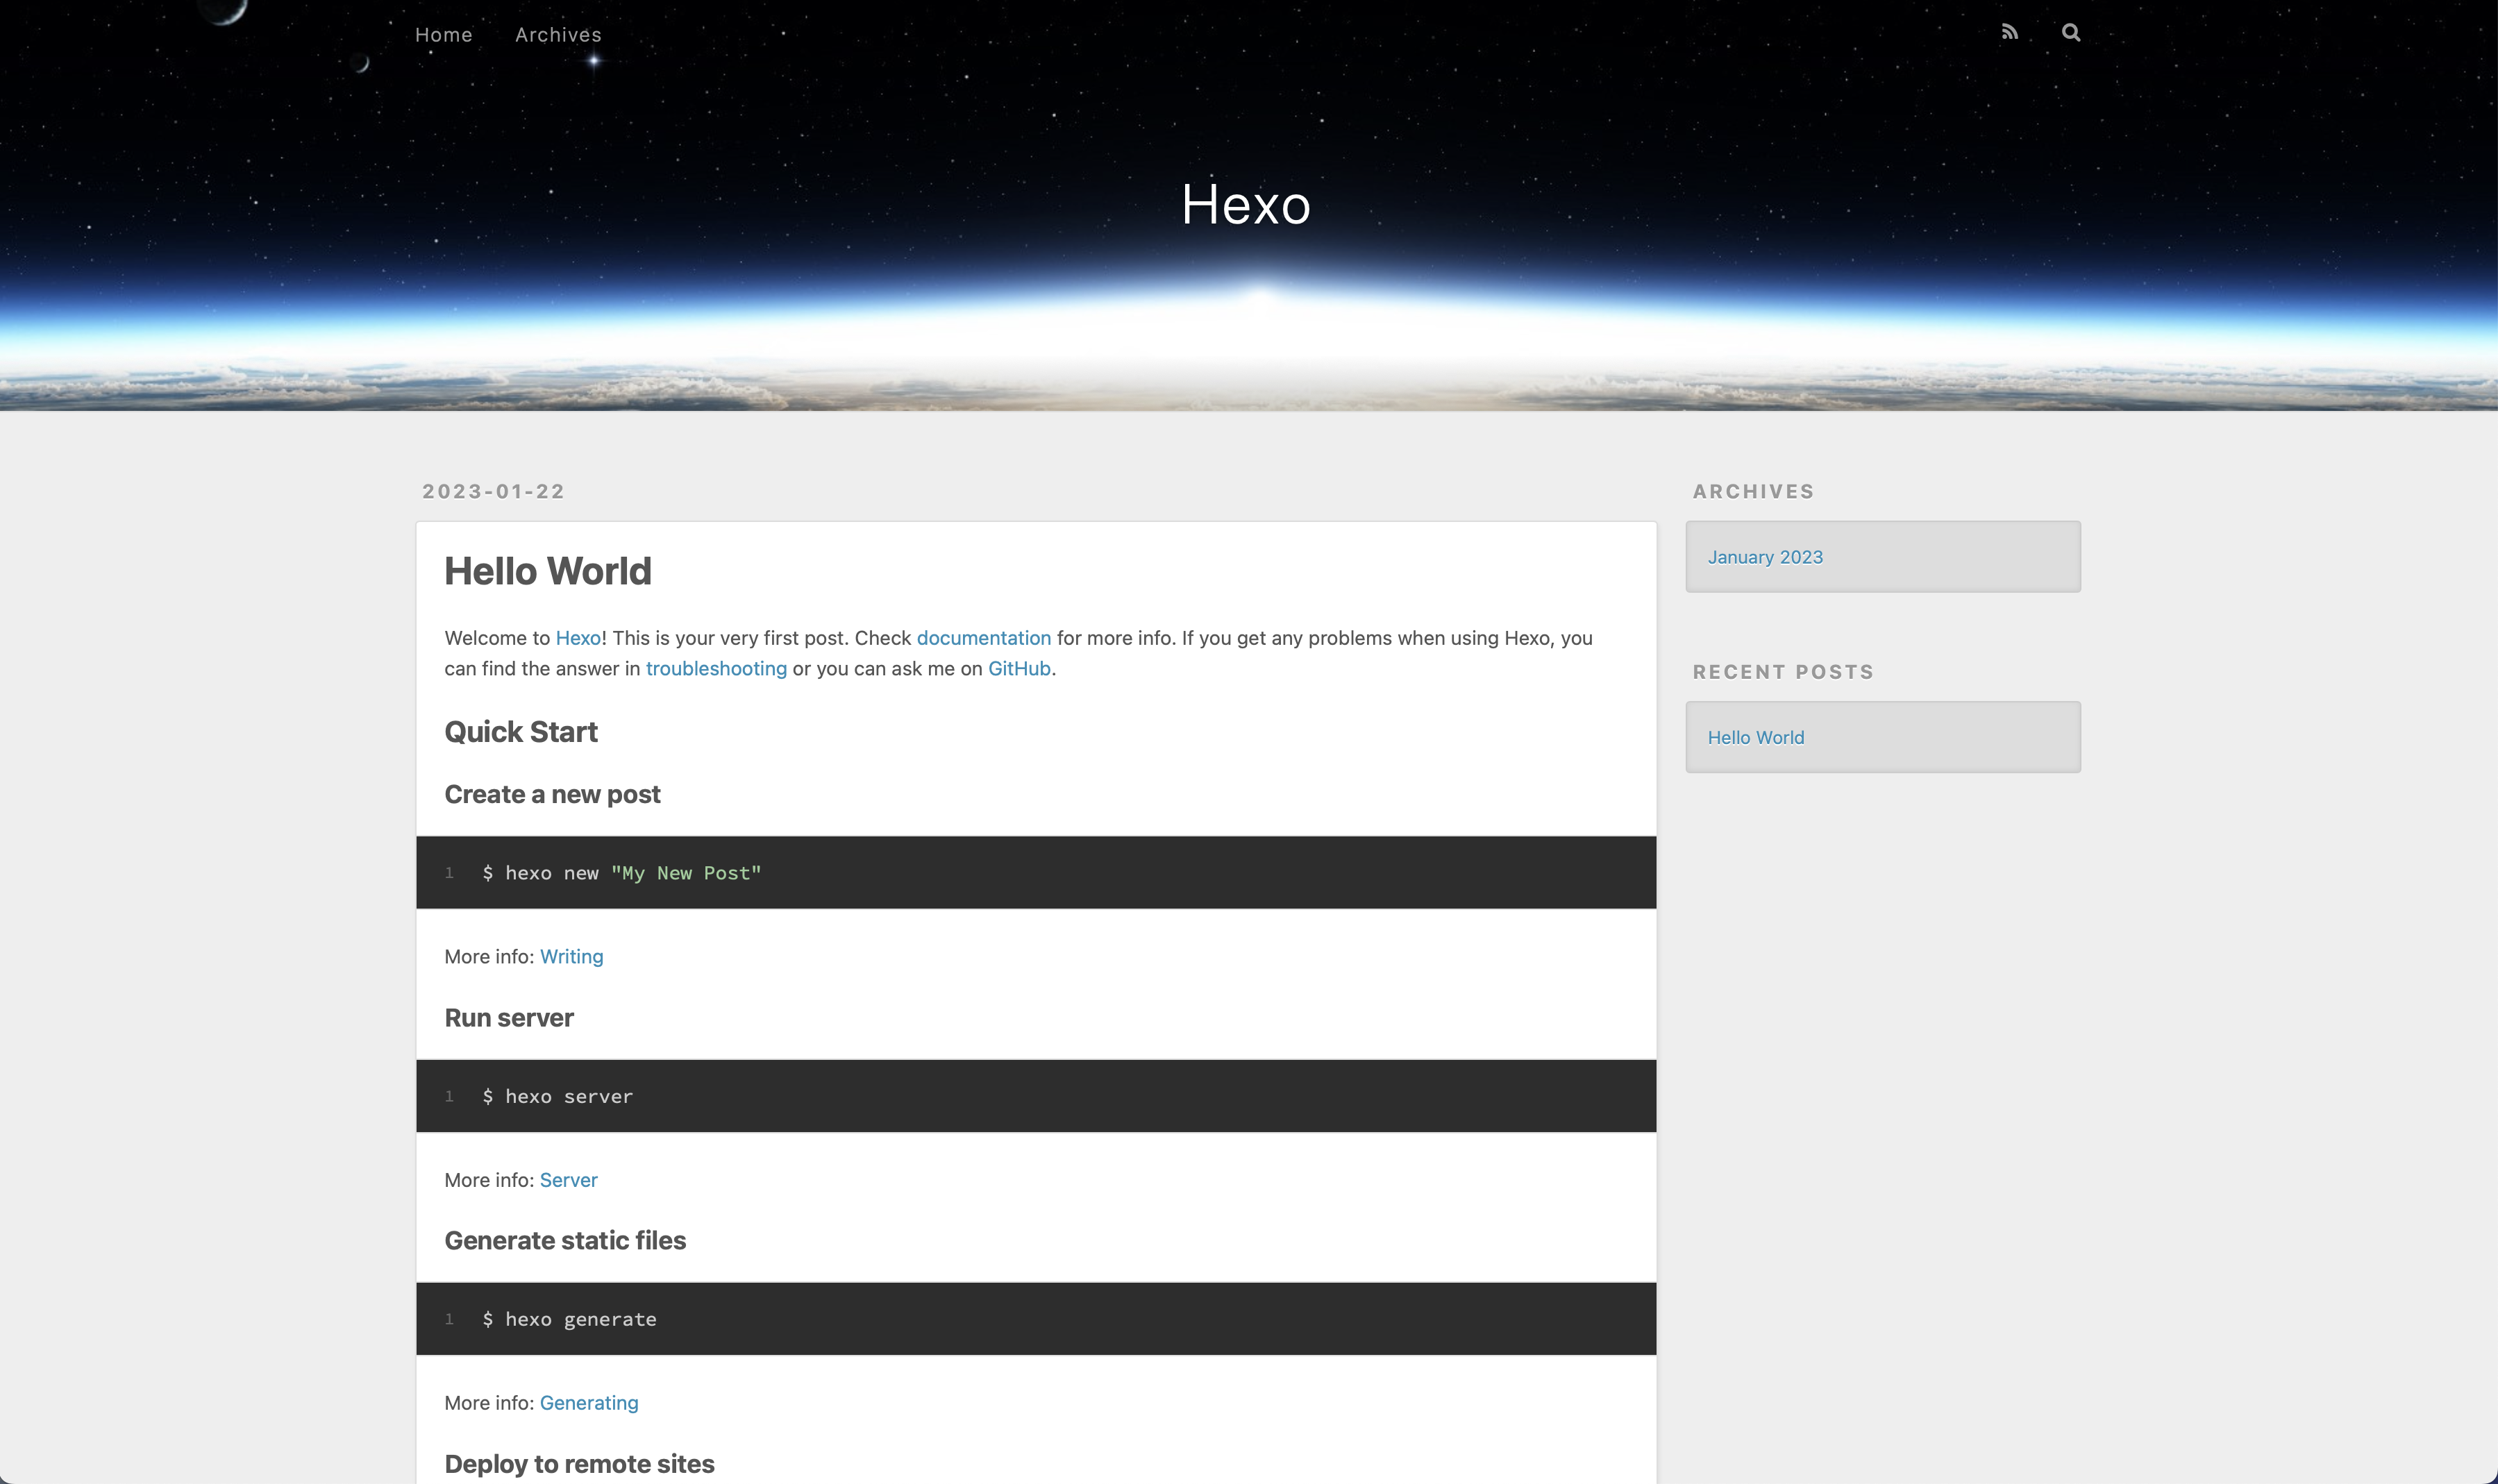 Home Archives
Hexo
2023-01-22
Hello World
Welcome to Hexo! This is your very first post. Check documentation for more info. If you get any problems when using Hexo, you
can find the answer in troubleshooting or you can ask me on GitHub.
Quick Start
Create a new post
1 $ hexo new "My New Post"
More info: Writing
Run server
1 $ hexo server
More info: Server
Generate static files
1 $ hexo generate
More info: Generating
Deploy to remote sites
ARCHIVES
January 2023
RECENT POSTS
Hello World